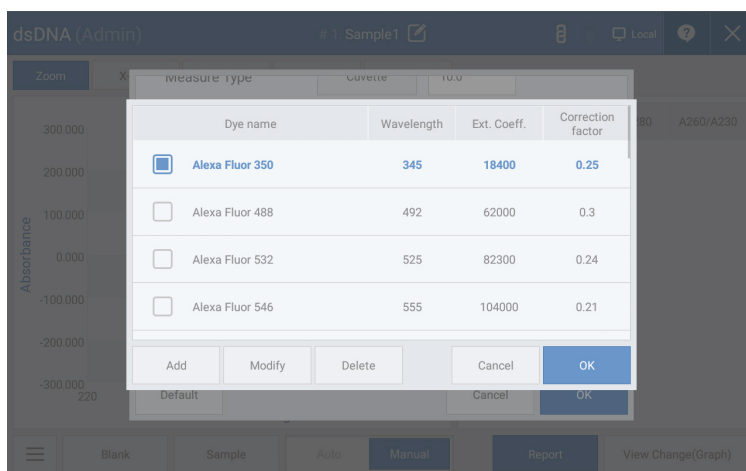 dsDNA (Admin)
# 1 Sample1
Local
Zoom
Measure Type
Cuvette
10.0
A260/A230
Absorbance
300.000
200.000
100.000
0.000
-100.000
-200.000
-300.000
220
Dye name Wavelength Ext. Coeff. Correction factor
Alexa Fluor 350 345 18400 0.25
Alexa Fluor 488 492 62000 0.3
Alexa Fluor 532 525 82300 0.24
Alexa Fluor 546 555 104000 0.21
Add Modify Delete Cancel OK
Default Cancel OK
Blank Sample Auto Manual Report View Change(Graph)